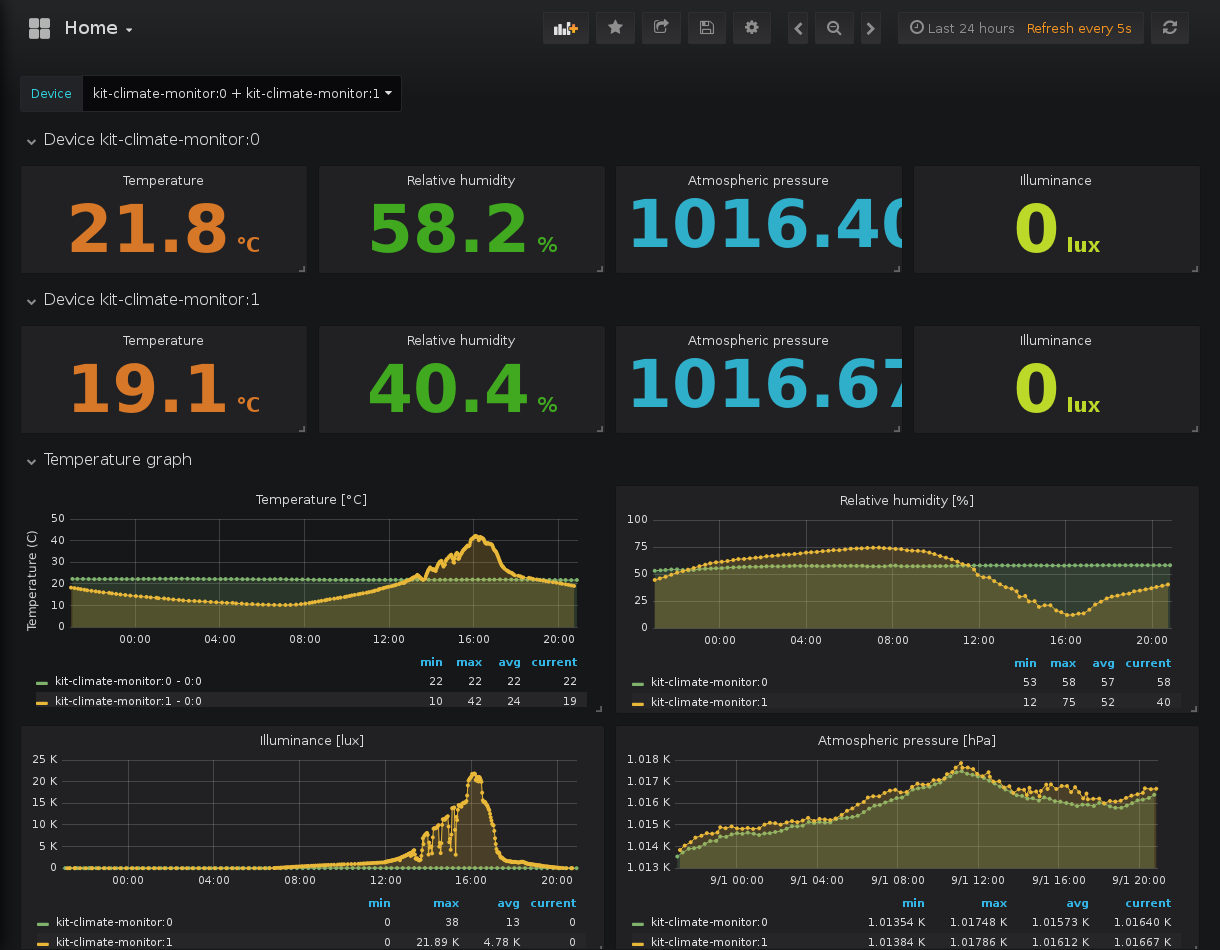 Home
Last 24 hours Refresh every 5s
Device kit-climate-monitor:0 + kit-climate-monitor:1
Device kit-climate-monitor:0
Temperature Relative humidity Atmospheric pressure Illuminance
21.8 °C 58.2 % 1016.40 0 lux
Device kit-climate-monitor:1
Temperature Relative humidity Atmospheric pressure Illuminance
19.1 °C 40.4 % 1016.67 0 lux
Temperature graph
Temperature [°C]
Temperature (C)
50
40
30
20
10
0
00:00 04:00 08:00 12:00 16:00 20:00
min max avg current
kit-climate-monitor:0 - 0:0 22 22 22 22
kit-climate-monitor:1 - 0:0 10 42 24 19
Relative humidity [%]
100
75
50
25
0
00:00 04:00 08:00 12:00 16:00 20:00
min max avg current
kit-climate-monitor:0 53 58 57 58
kit-climate-monitor:1 12 75 52 40
Illuminance [lux]
25 K
20 K
15 K
10 K
5 K
0
00:00 04:00 08:00 12:00 16:00 20:00
min max avg current
kit-climate-monitor:0 0 38 13 0
kit-climate-monitor:1 0 21.89 K 4.78 K 0
Atmospheric pressure [hPa]
1.018 K
1.017 K
1.016 K
1.015 K
1.014 K
1.013 K
9/1 00:00 9/1 04:00 9/1 08:00 9/1 12:00 9/1 16:00 9/1 20:00
min max avg current
kit-climate-monitor:0 1.01354 K 1.01748 K 1.01573 K 1.01640 K
kit-climate-monitor:1 1.01384 K 1.01786 K 1.01612 K 1.01667 K